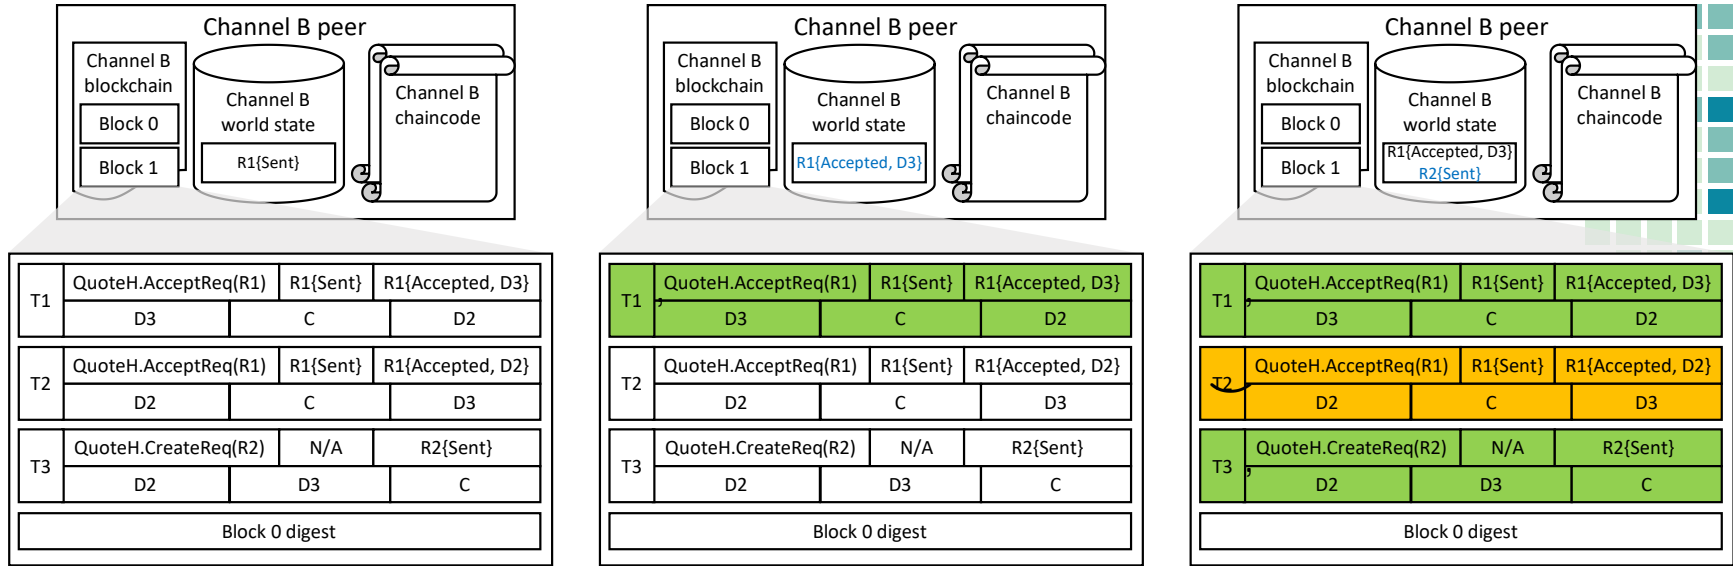 Channel B peer
Channel B
blockchain
Block 0
Block 1
Channel B
world state
R1{Sent}
Channel B
chaincode
T1
QuoteH.AcceptReq(R1)
R1{Sent}
R1{Accepted, D3}
D3
C
D2
T2
QuoteH.AcceptReq(R1)
R1{Sent}
R1{Accepted, D2}
D2
C
D3
T3
QuoteH.CreateReq(R2)
N/A
R2{Sent}
D2
D3
C
Block 0 digest
Channel B peer
Channel B
blockchain
Block 0
Block 1
Channel B
world state
R1{Accepted, D3}
Channel B
chaincode
T1
QuoteH.AcceptReq(R1)
R1{Sent}
R1{Accepted, D3}
D3
C
D2
T2
QuoteH.AcceptReq(R1)
R1{Sent}
R1{Accepted, D2}
D2
C
D3
T3
QuoteH.CreateReq(R2)
N/A
R2{Sent}
D2
D3
C
Block 0 digest
Channel B peer
Channel B
blockchain
Block 0
Block 1
Channel B
world state
R1{Accepted, D3}
R2{Sent}
Channel B
chaincode
T1
QuoteH.AcceptReq(R1)
R1{Sent}
R1{Accepted, D3}
D3
C
D2
T2
QuoteH.AcceptReq(R1)
R1{Sent}
R1{Accepted, D2}
D2
C
D3
T3
QuoteH.CreateReq(R2)
N/A
R2{Sent}
D2
D3
C
Block 0 digest